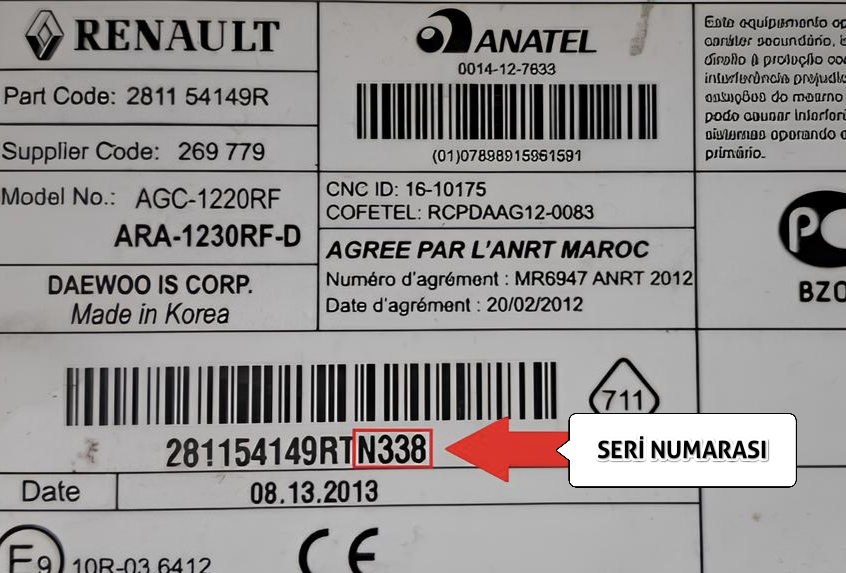 RENAULT
Part Code: 2811 54149R
Supplier Code: 269 779
Model No.: AGC-1220RF
ARA-1230RF-D
DAEWOO IS CORP.
Made in Korea
ANATEL
0014-12-7633
(01)07898915961591
CNC ID: 16-10175
COFETEL: RCPDAAG12-0083
AGREE PAR L'ANRT MAROC
Numéro d'agrément : MR6947 ANRT 2012
Date d'agrément : 20/02/2012
Este equipamento op
caráter secundário, i
direito a proteção co
interferência prejudic
estações do mesmo
pode causar interferê
sistemas operando
primário.
BZ0
711
281154149RTN338
SERİ NUMARASI
Date 08.13.2013
E9 10R-03 6412
CE